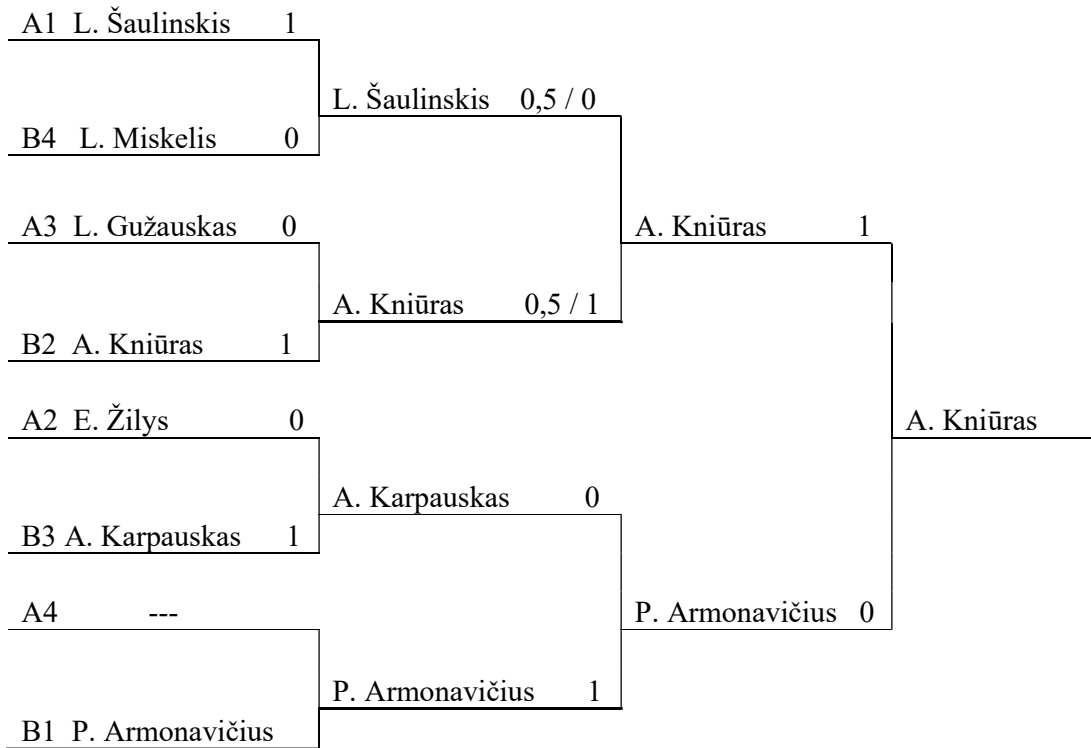 A1 L. Šaulinskis 1
L. Šaulinskis 0,5 / 0
B4 L. Miskelis 0
A3 L. Gužauskas 0
A. Kniūras 1
A. Kniūras 0,5 / 1
B2 A. Kniūras 1
A2 E. Žilys 0
A. Kniūras
A. Karpauskas 0
B3 A. Karpauskas 1
A4 ---
P. Armonavičius 0
P. Armonavičius 1
B1 P. Armonavičius